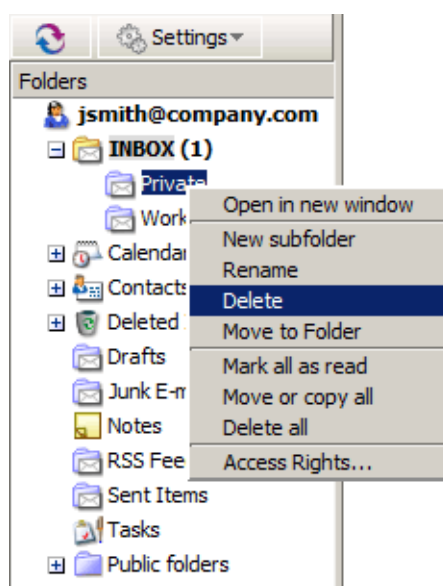 Settings
Folders
jsmith@company.com
INBOX (1)
Private
Open in new window
Work
New subfolder
Calendar
Rename
Contacts
Delete
Deleted
Move to Folder
Drafts
Mark all as read
Junk E-m
Move or copy all
Notes
Delete all
RSS Fee
Access Rights...
Sent Items
Tasks
Public folders